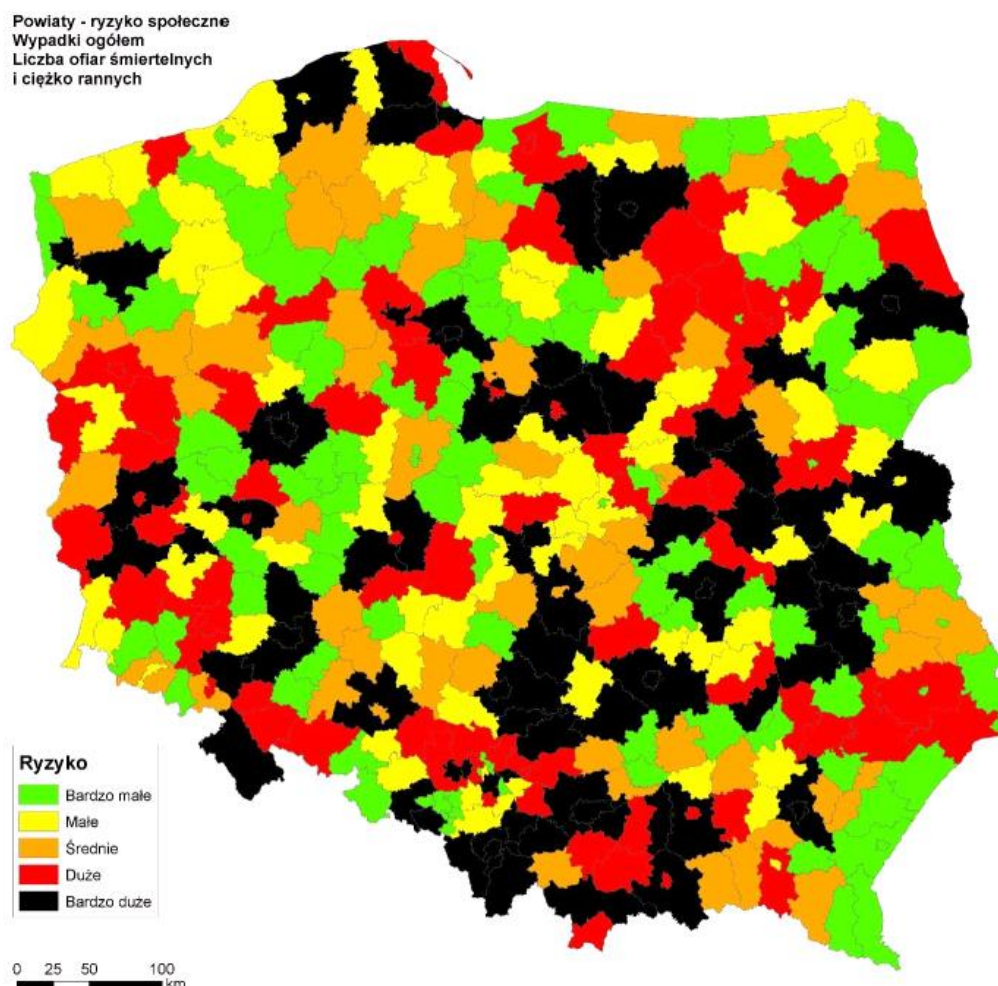 Powiaty - ryzyko społeczne
Wypadki ogółem
Liczba ofiar śmiertelnych
i ciężko rannych
Ryzyko
Bardzo małe
Małe
Średnie
Duże
Bardzo duże
0 25 50 100
km